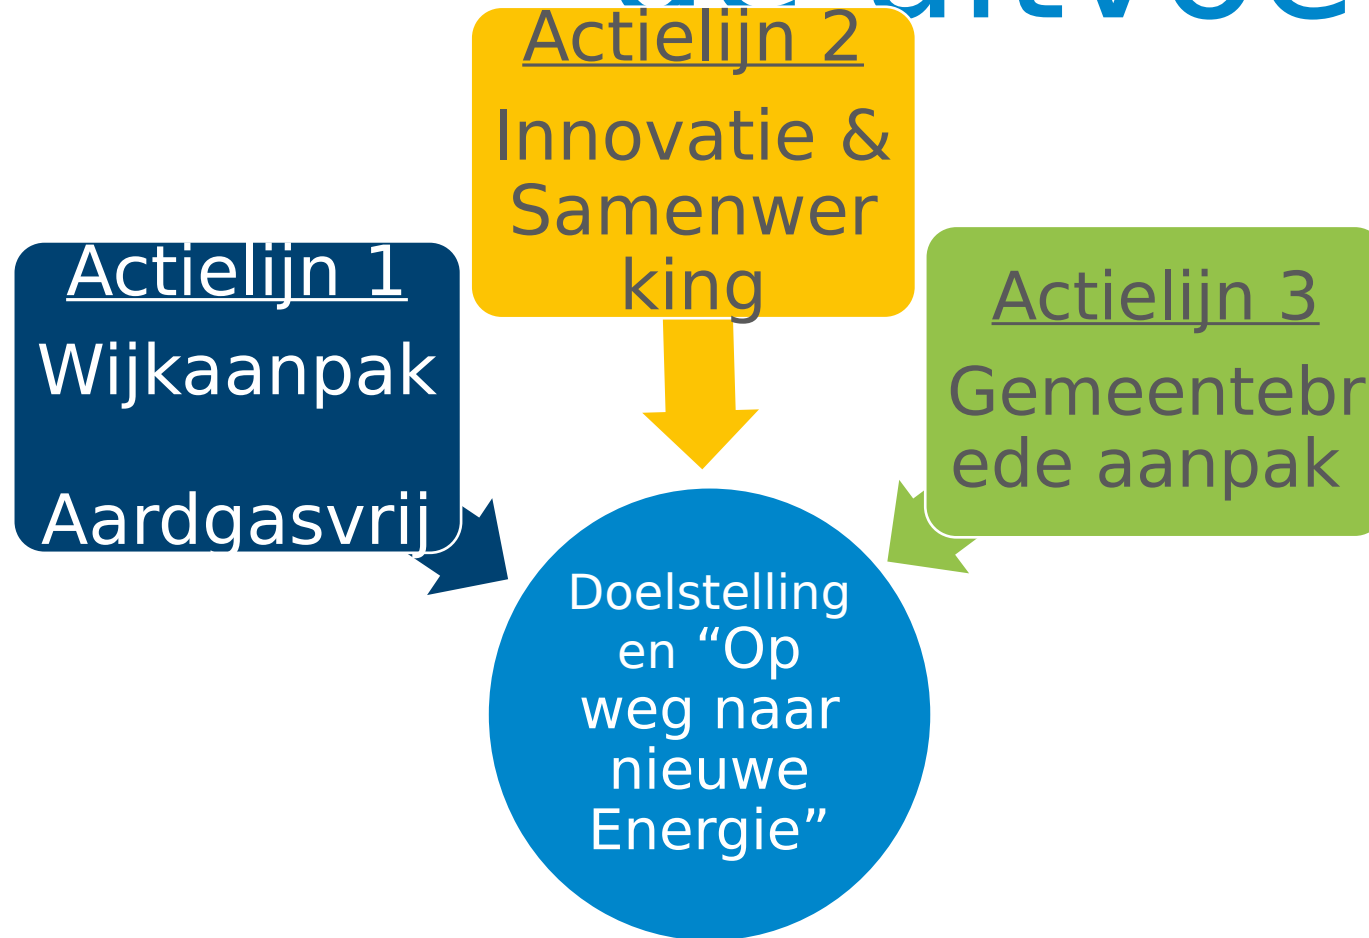 Actielijn 2
Innovatie &
Samenwer
king
Actielijn 1
Wijkaanpak
Aardgasvrij
Actielijn 3
Gemeentebr
ede aanpak
Doelstelling
en “Op
weg naar
nieuwe
Energie”